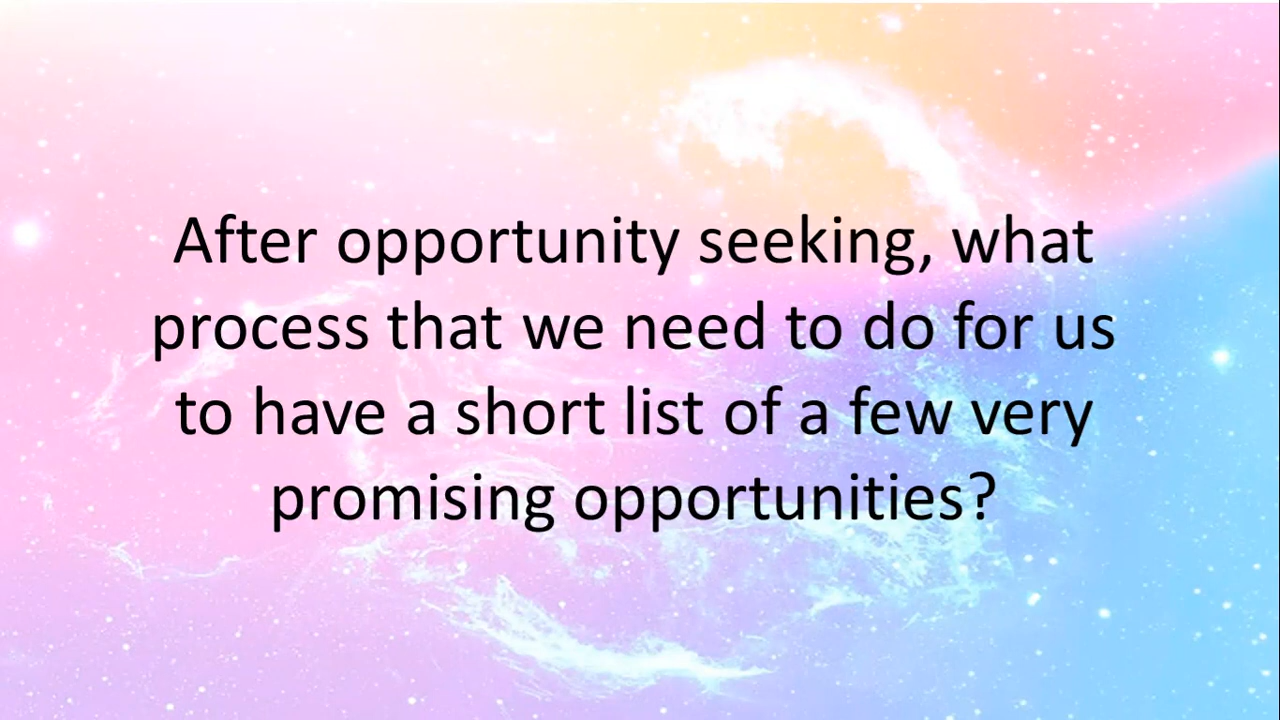 After opportunity seeking, what
process that we need to do for us
to have a short list of a few very
promising opportunities?